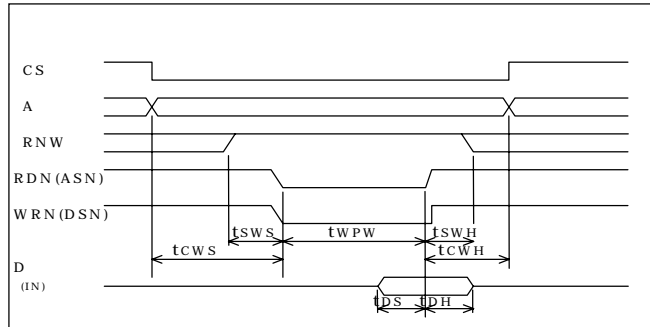 CS
A
RNW
RDN(ASN)
WRN(DSN)
tSWS tWPW tSWH
tCWS tCWH
D
(IN)
tDS tDH